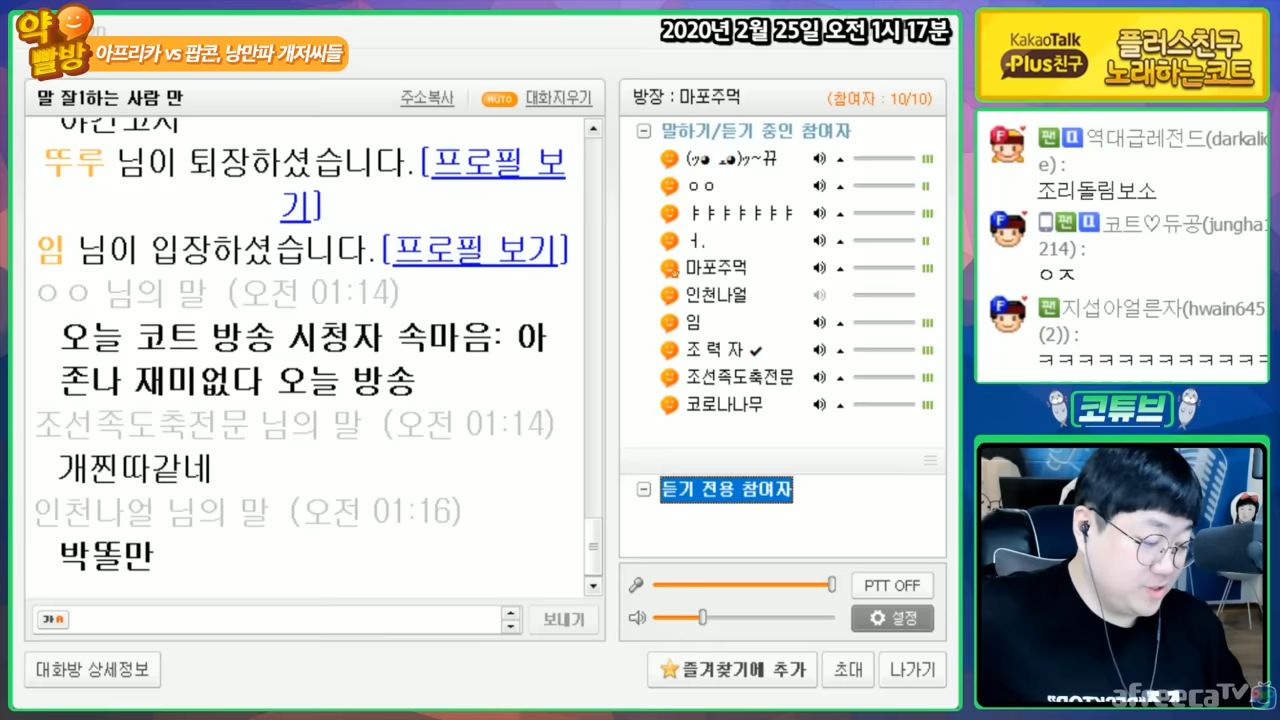 약빨방
아프리카 vs 팝콘, 낭만파 개저씨들
2020년 2월 25일 오전 1시 17분
말 잘1하는 사람 만
주소복사
AUTO
대화지우기
뚜루 님이 퇴장하셨습니다.[프로필 보
기]
임 님이 입장하셨습니다.[프로필 보기]
ㅇㅇ 님의 말 (오전 01:14)
오늘 코트 방송 시청자 속마음: 아
존나 재미없다 오늘 방송
조선족도축전문 님의 말 (오전 01:14)
개찐따같네
인천나얼 님의 말 (오전 01:16)
박똘만
가A
보내기
대화방 상세정보
방장 : 마포주먹
(참여자 : 10/10)
말하기/듣기 중인 참여자
(ッ◕ ܫ◕)ッ~뀨
ㅇㅇ
ㅑㅑㅑㅑㅑㅑㅑ
ㅓ.
마포주먹
인천나얼
임
조 력 자 ✔
조선족도축전문
코로나나무
듣기 전용 참여자
PTT OFF
설정
즐겨찾기에 추가
초대
나가기
KakaoTalk
Plus친구
플러스친구
노래하는코트
팬 역대급레전드(darkalic
e) :
조리돌림보소
팬 코트♡듀공(jungha1
214) :
ㅇㅈ
팬 지섭아얼른자(hwain645
(2)) :
ㅋㅋㅋㅋㅋㅋㅋㅋㅋㅋㅋㅋ
코튜브
afreecaTV